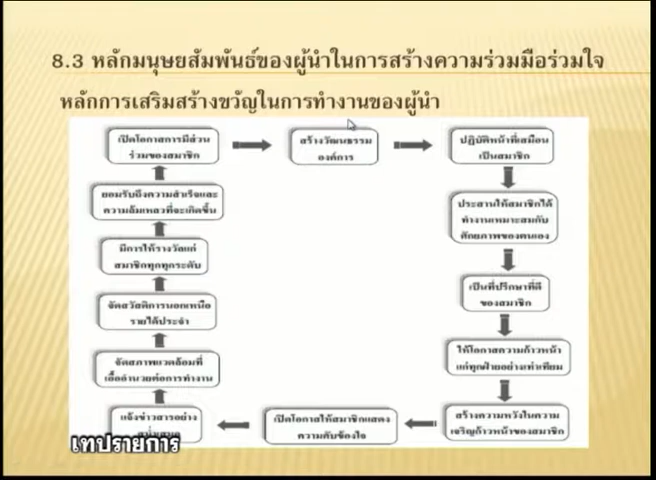 8.3 หลักมนุษยสัมพันธ์ของผู้นำในการสร้างความร่วมมือร่วมใจ
หลักการเสริมสร้างขวัญในการทำงานของผู้นำ
เปิดโอกาสการมีส่วน
ร่วมของสมาชิก
สร้างวัฒนธรรม
องค์การ
ปฏิบัติหน้าที่เสมือน
เป็นสมาชิก
ประสานให้สมาชิกได้
ทำงานเหมาะสมกับ
ศักยภาพของตนเอง
เป็นที่ปรึกษาที่ดี
ของสมาชิก
ให้โอกาสความก้าวหน้า
แก่ทุกฝ่ายอย่างเท่าเทียม
สร้างความหวังในความ
เจริญก้าวหน้าของสมาชิก
เปิดโอกาสให้สมาชิกแสดง
ความคับข้องใจ
แจ้งข่าวสารอย่าง
จัดสภาพแวดล้อมที่
เอื้ออำนวยต่อการทำงาน
จัดสวัสดิการนอกเหนือ
รายได้ประจำ
มีการให้รางวัลแก่
สมาชิกทุกทุกระดับ
ยอมรับถึงความสำเร็จและ
ความล้มเหลวที่จะเกิดขึ้น
เทปรายการ